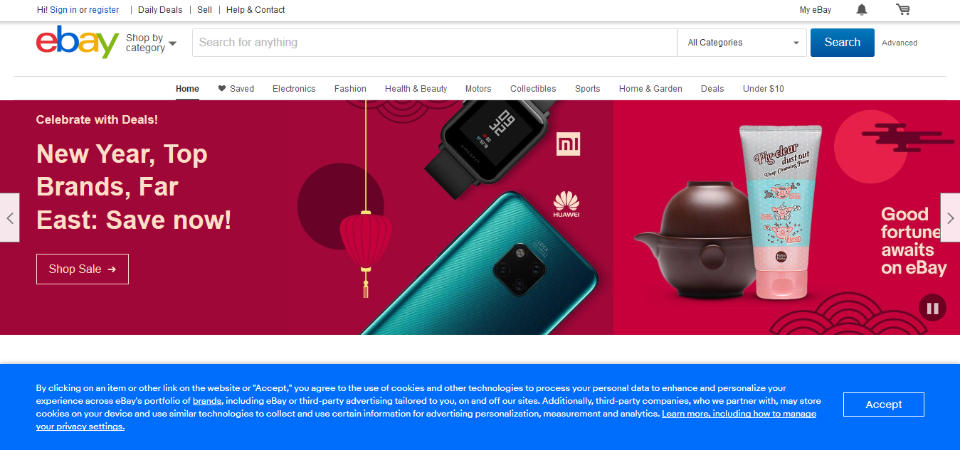 Hi! Sign in or register | Daily Deals | Sell | Help & Contact My eBay
ebay Shop by category Search for anything All Categories Search Advanced
Home Saved Electronics Fashion Health & Beauty Motors Collectibles Sports Home & Garden Deals Under $10
Celebrate with Deals!
New Year, Top
Brands, Far
East: Save now!
Shop Sale →
MI
HUAWEI
Pig clear
dust out
Deep Cleansing Foam
Good
fortune
awaits
on eBay
By clicking on an item or other link on the website or "Accept," you agree to the use of cookies and other technologies to process your personal data to enhance and personalize your
experience across eBay's portfolio of brands, including eBay or third-party advertising tailored to you, on and off our sites. Additionally, third-party companies, who we partner with, may store
cookies on your device and use similar technologies to collect and use certain information for advertising personalization, measurement and analytics. Learn more, including how to manage
your privacy settings.
Accept